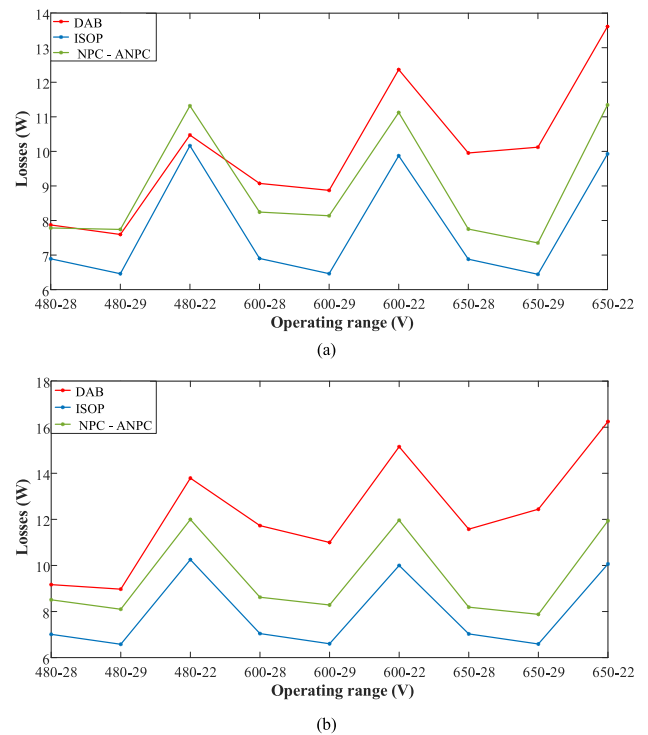 14
13
12
11
10
9
8
7
6
Losses (W)
DAB
ISOP
NPC - ANPC
480-28 480-29 480-22 600-28 600-29 600-22 650-28 650-29 650-22
Operating range (V)
(a)
18
16
14
12
10
8
6
Losses (W)
DAB
ISOP
NPC - ANPC
480-28 480-29 480-22 600-28 600-29 600-22 650-28 650-29 650-22
Operating range (V)
(b)